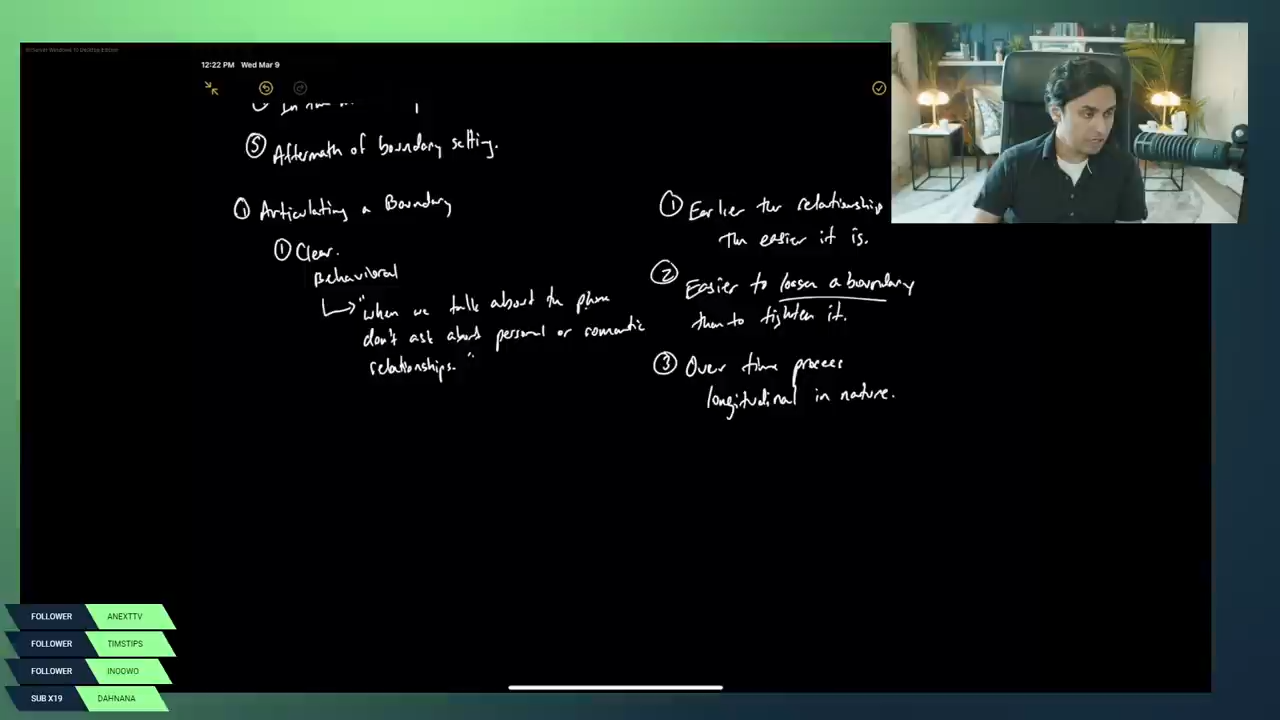 12:22 PM Wed Mar 9
⑤ Aftermath of boundary setting.
① Articulating a Boundary
① Clear.
Behavioral
"when we talk about the phone
don't ask about personal or romantic
relationships."
① Earlier the relationship
The easier it is.
② Easier to loosen a boundary
than to tighten it.
③ Over time process
longitudinal in nature.
FOLLOWER ANEXTTV
FOLLOWER TIMSTIPS
FOLLOWER INOOWO
SUB X19 DAHNANA